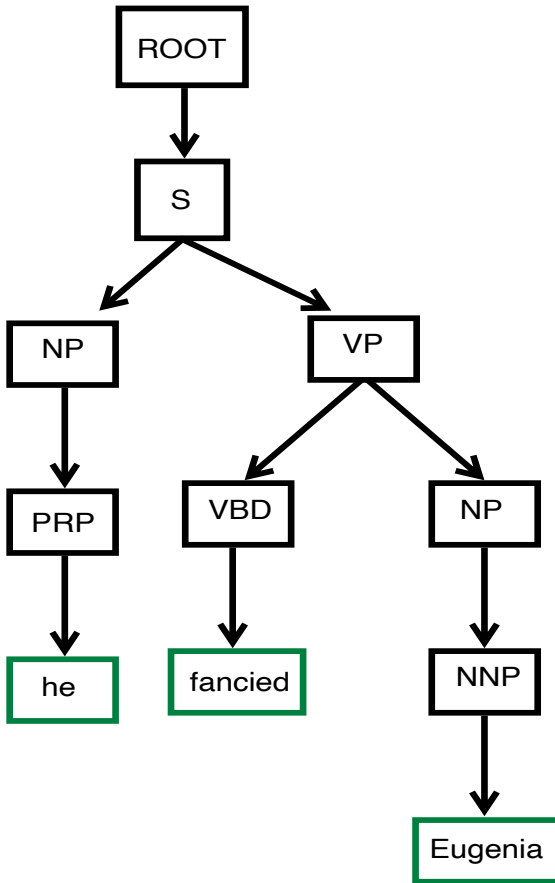 ROOT
S
NP VP
PRP VBD NP
he fancied NNP
Eugenia